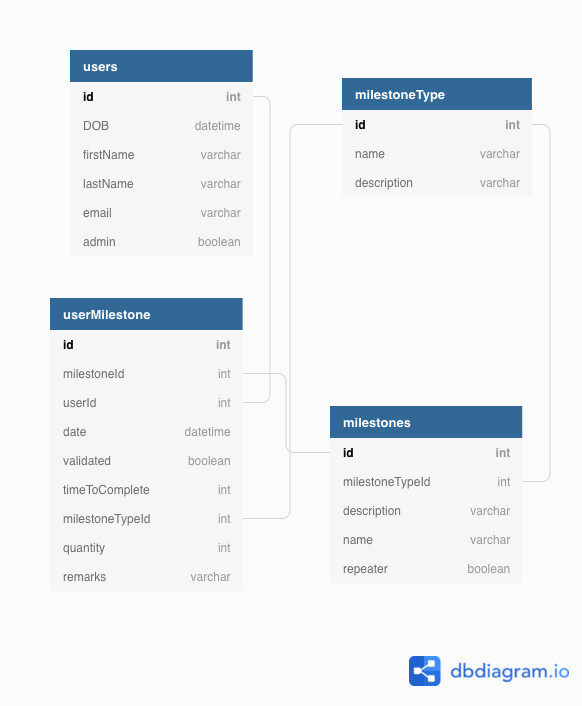 users
id int
DOB datetime
firstName varchar
lastName varchar
email varchar
admin boolean
milestoneType
id int
name varchar
description varchar
userMilestone
id int
milestoneId int
userId int
date datetime
validated boolean
timeToComplete int
milestoneTypeId int
quantity int
remarks varchar
milestones
id int
milestoneTypeId int
description varchar
name varchar
repeater boolean
dbdiagram.io